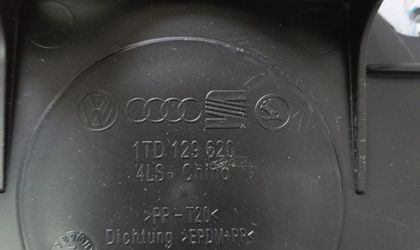 1TD 129 620
4LS- China
>PP-T20<
Dichtung >EPDM+PP<